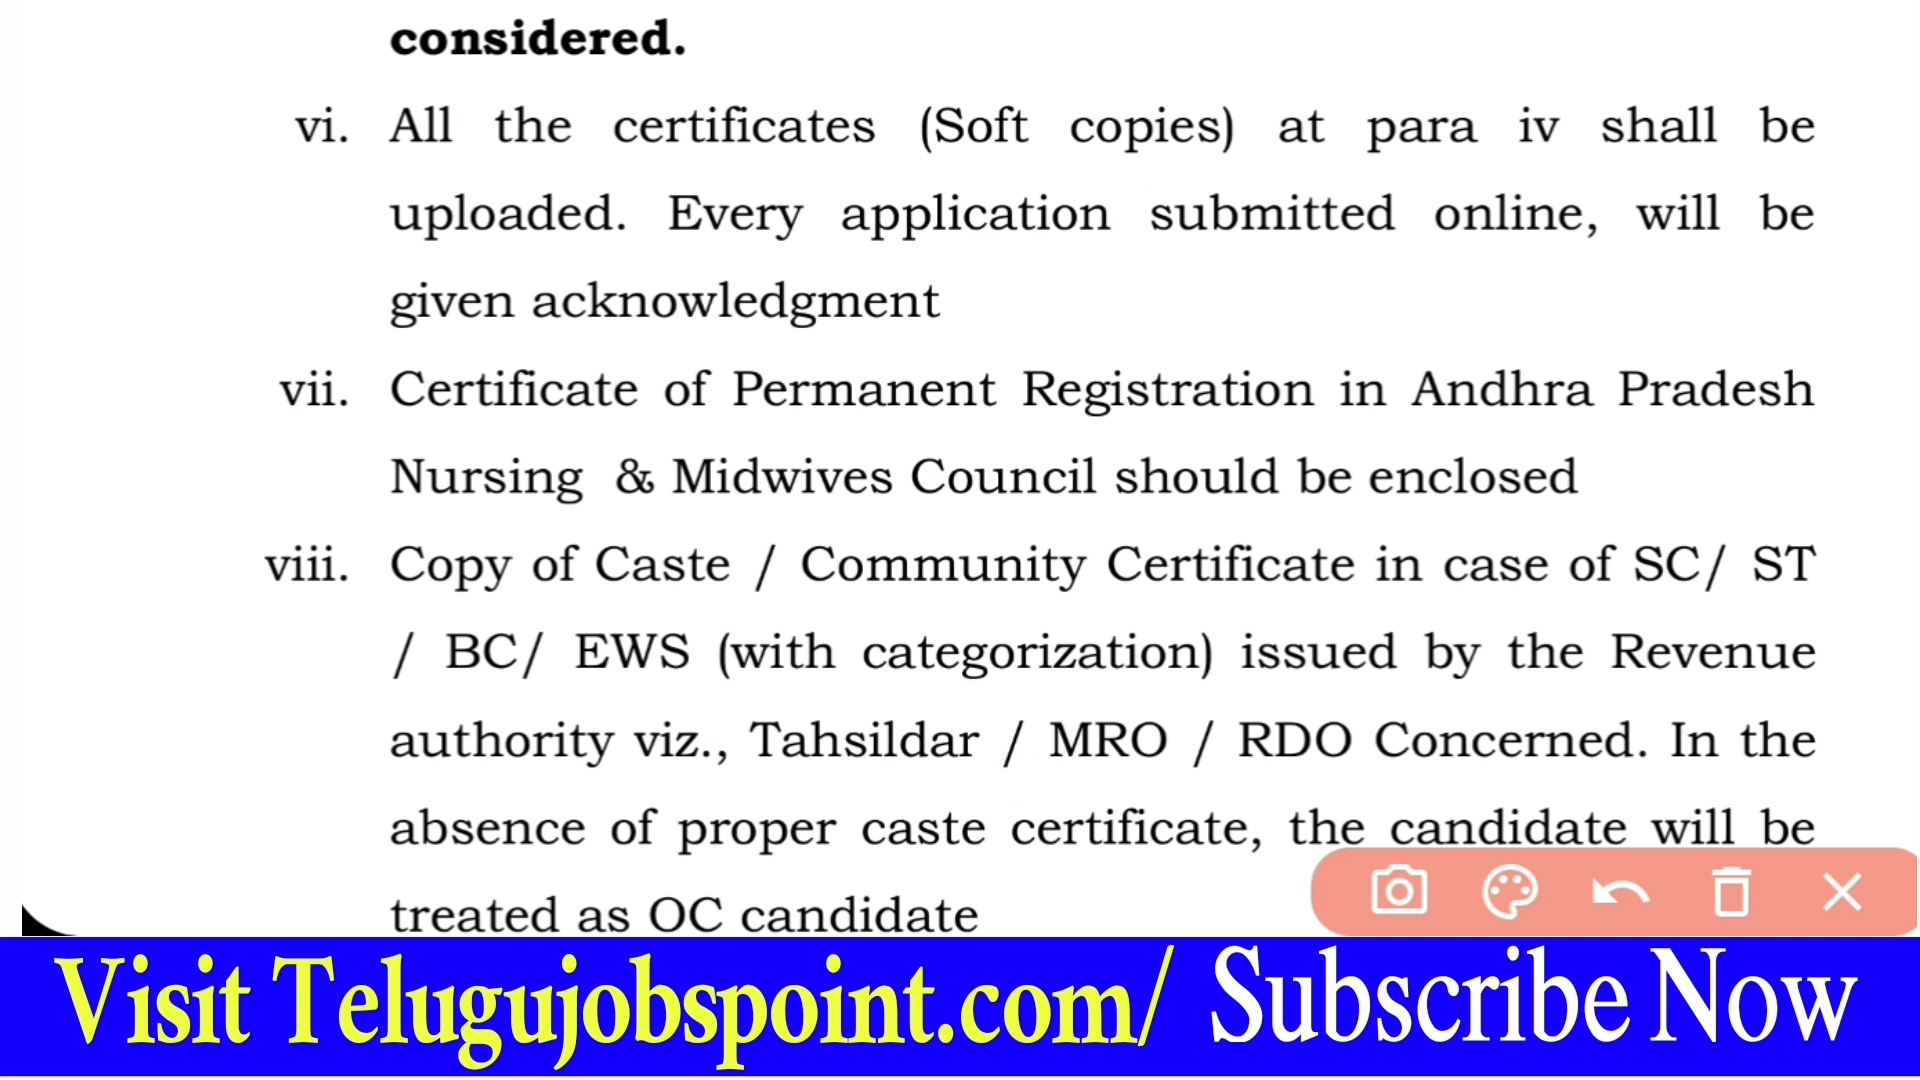 considered.
vi. All the certificates (Soft copies) at para iv shall be
uploaded. Every application submitted online, will be
given acknowledgment
vii. Certificate of Permanent Registration in Andhra Pradesh
Nursing & Midwives Council should be enclosed
viii. Copy of Caste / Community Certificate in case of SC/ ST
/ BC/ EWS (with categorization) issued by the Revenue
authority viz., Tahsildar / MRO / RDO Concerned. In the
absence of proper caste certificate, the candidate will be
treated as OC candidate
Visit Telugujobspoint.com/ Subscribe Now